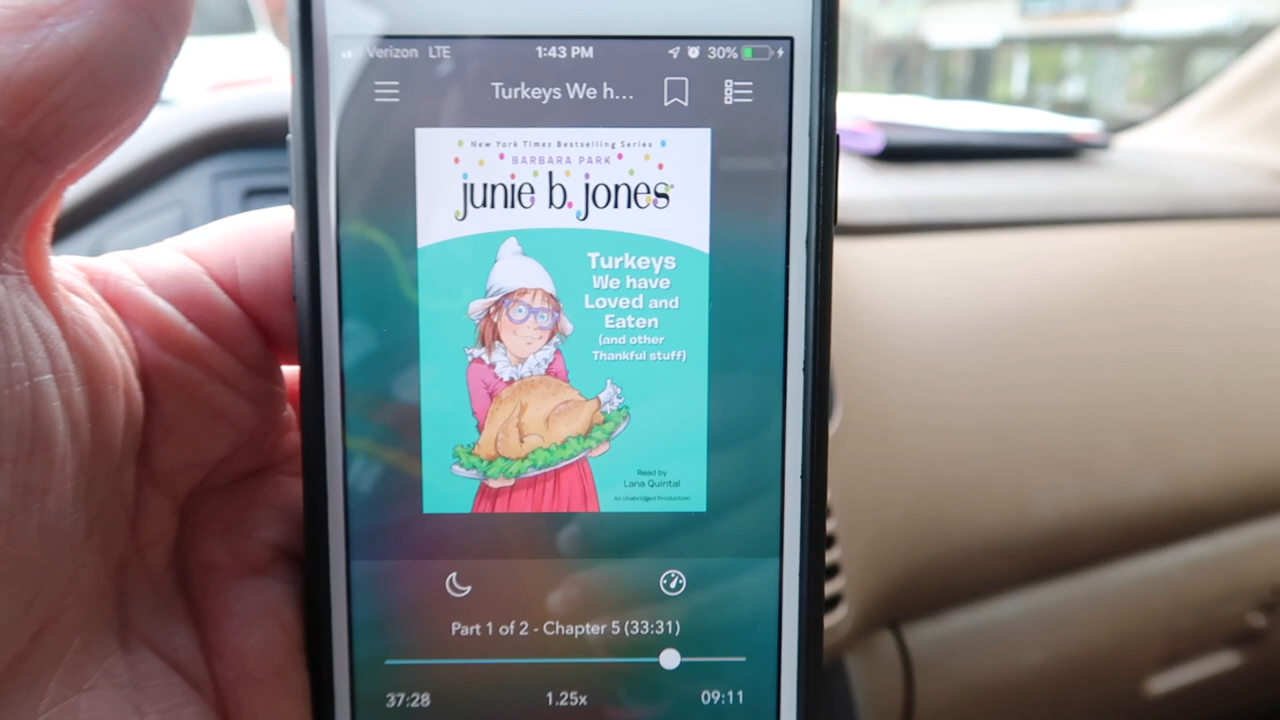 Verizon LTE 1:43 PM 30%
Turkeys We h...
New York Times Bestselling Series
BARBARA PARK
junie b. jones
Turkeys
We have
Loved and
Eaten
(and other
Thankful stuff)
Read by
Lana Quintal
An Unabridged Production
Part 1 of 2 - Chapter 5 (33:31)
37:28 1.25x 09:11